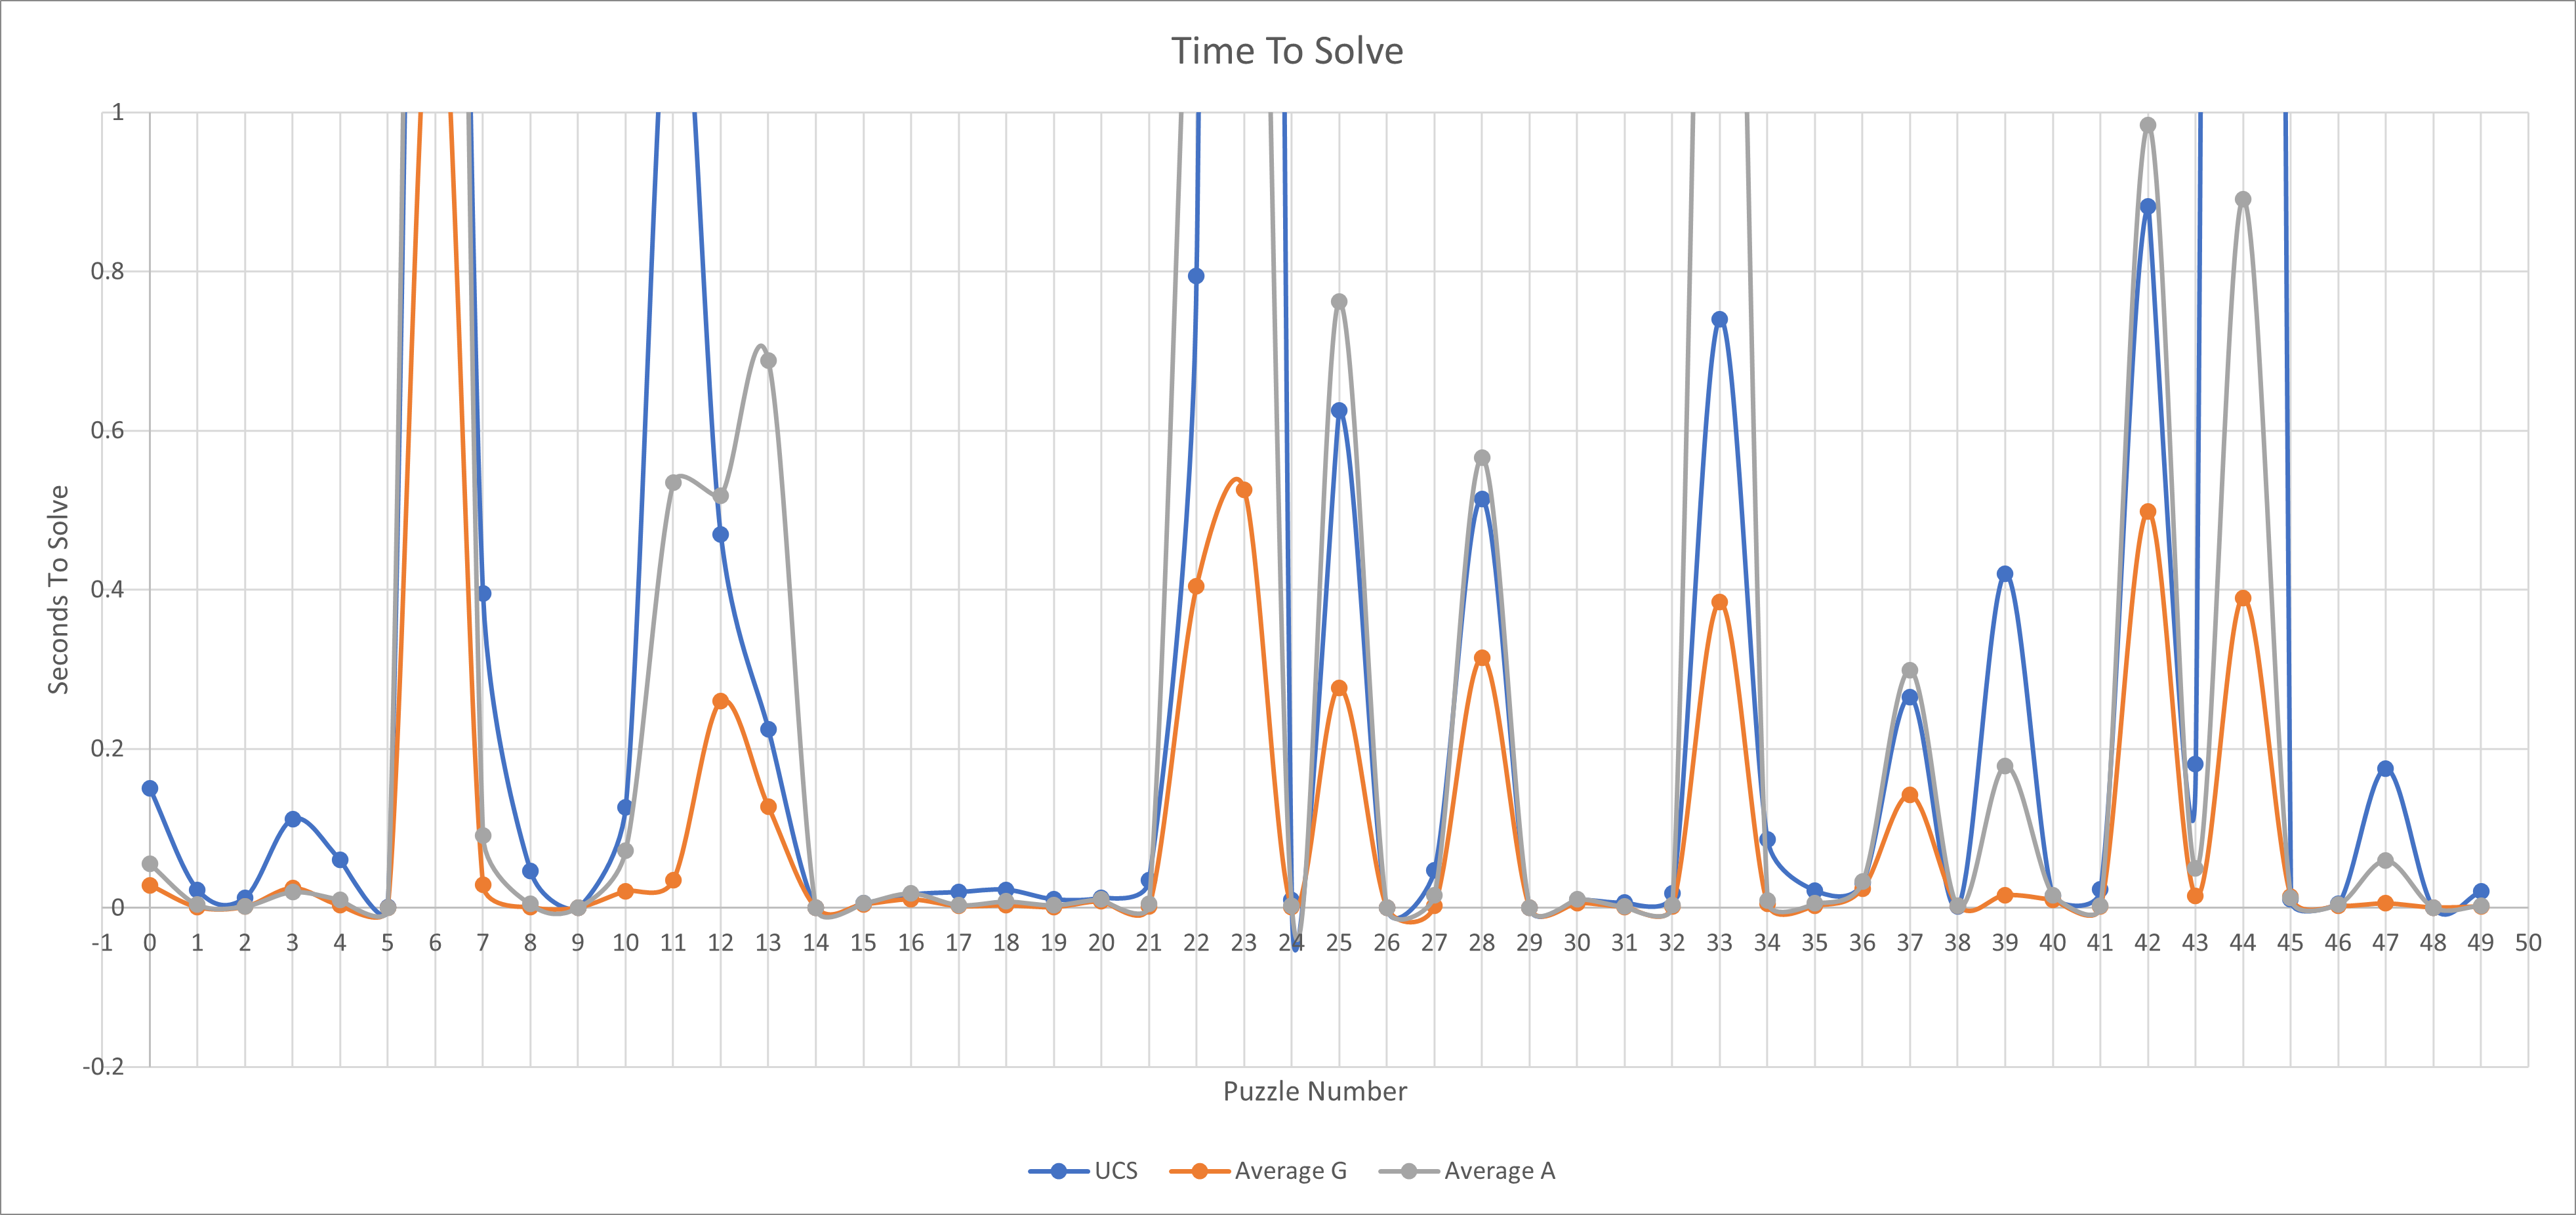 Time To Solve
1
0.8
0.6
0.4
0.2
0
-0.2
Seconds To Solve
-1 0 1 2 3 4 5 6 7 8 9 10 11 12 13 14 15 16 17 18 19 20 21 22 23 24 25 26 27 28 29 30 31 32 33 34 35 36 37 38 39 40 41 42 43 44 45 46 47 48 49 50
Puzzle Number
UCS Average G Average A